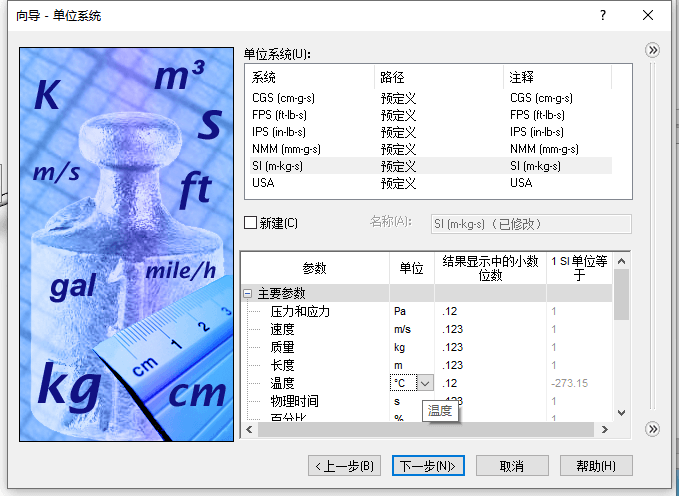 向导 - 单位系统
?
K
m³
S
m/s
ft
gal
mile/h
cm 1 2 3
kg
cm
单位系统(U):
系统 路径 注释
CGS (cm-g-s) 预定义 CGS (cm-g-s)
FPS (ft-lb-s) 预定义 FPS (ft-lb-s)
IPS (in-lb-s) 预定义 IPS (in-lb-s)
NMM (mm-g-s) 预定义 NMM (mm-g-s)
SI (m-kg-s) 预定义 SI (m-kg-s)
USA 预定义 USA
新建(C) 名称(A): SI (m-kg-s)（已修改）
参数 单位 结果显示中的小数位数 1 SI 单位等于
主要参数
压力和应力 Pa .12 1
速度 m/s .123 1
质量 kg .123 1
长度 m .123 1
温度 °C .12 -273.15
物理时间 s .123 1
温度
百分比 %
<上一步(B) 下一步(N)> 取消 帮助(H)